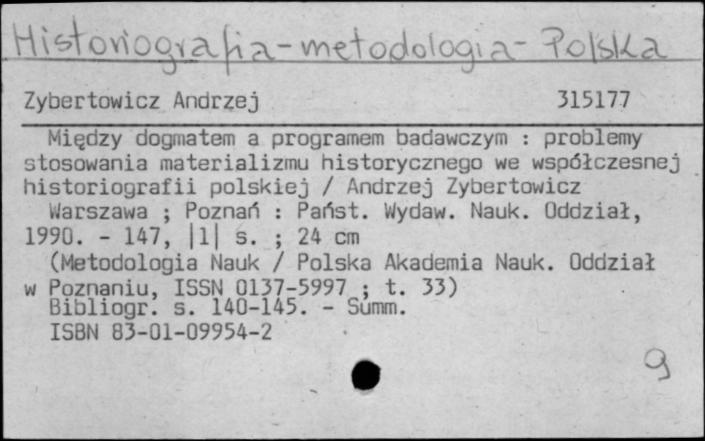 Historiografia - metodologia - Polska
Zybertowicz Andrzej 315177
Między dogmatem a programem badawczym : problemy
stosowania materializmu historycznego we współczesnej
historiografii polskiej / Andrzej Zybertowicz
Warszawa ; Poznań : Państ. Wydaw. Nauk. Oddział,
1990. - 147, |1| s. ; 24 cm
(Metodologia Nauk / Polska Akademia Nauk. Oddział
w Poznaniu, ISSN 0137-5997 ; t. 33)
Bibliogr. s. 140-145. - Summ.
ISBN 83-01-09954-2
9